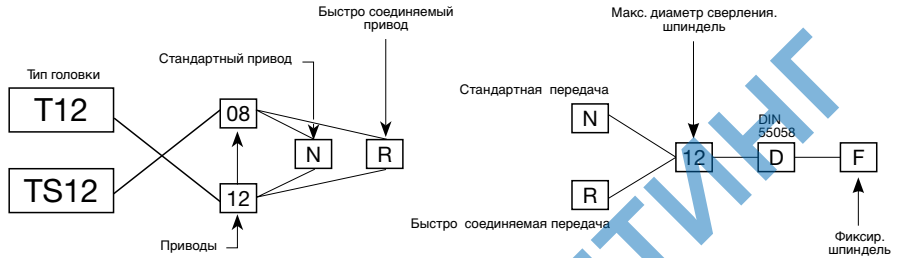 Быстро соединяемый
привод
Стандартный привод
Тип головки
T12
TS12
08
12
N
R
Приводы
Макс. диаметр сверления.
шпиндель
Стандартная передача
N
R
Быстро соединяемая передача
12
DIN
55058
D
F
Фиксир.
шпиндель
ТИНГ